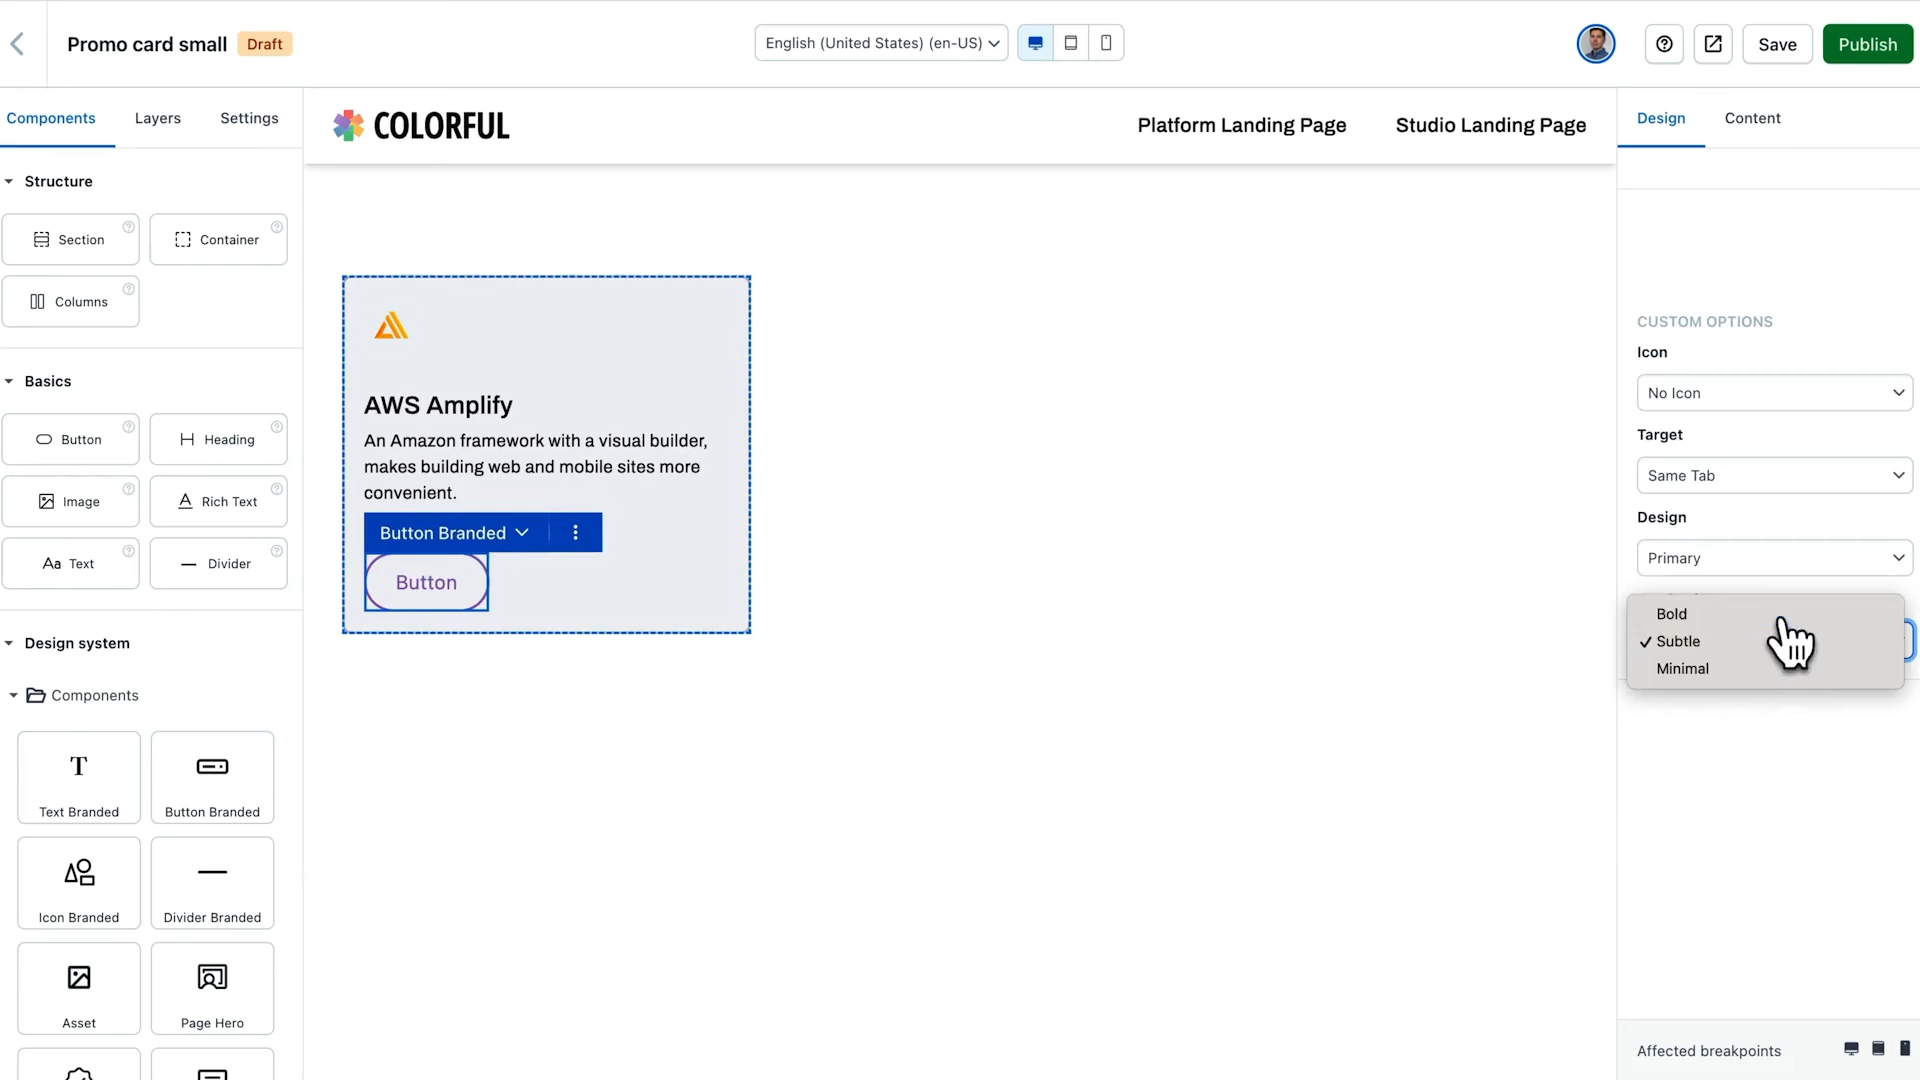 Promo card small
Draft
English (United States) (en-US)
Save
Publish
Components
Layers
Settings
Structure
Section
Container
Columns
Basics
Button
Heading
Image
Rich Text
Aa Text
Divider
Design system
Components
Text Branded
Button Branded
Icon Branded
Divider Branded
Asset
Page Hero
COLORFUL
Platform Landing Page
Studio Landing Page
AWS Amplify
An Amazon framework with a visual builder,
makes building web and mobile sites more
convenient.
Button Branded
Button
Design
Content
CUSTOM OPTIONS
Icon
No Icon
Target
Same Tab
Design
Primary
Bold
✓ Subtle
Minimal
Affected breakpoints